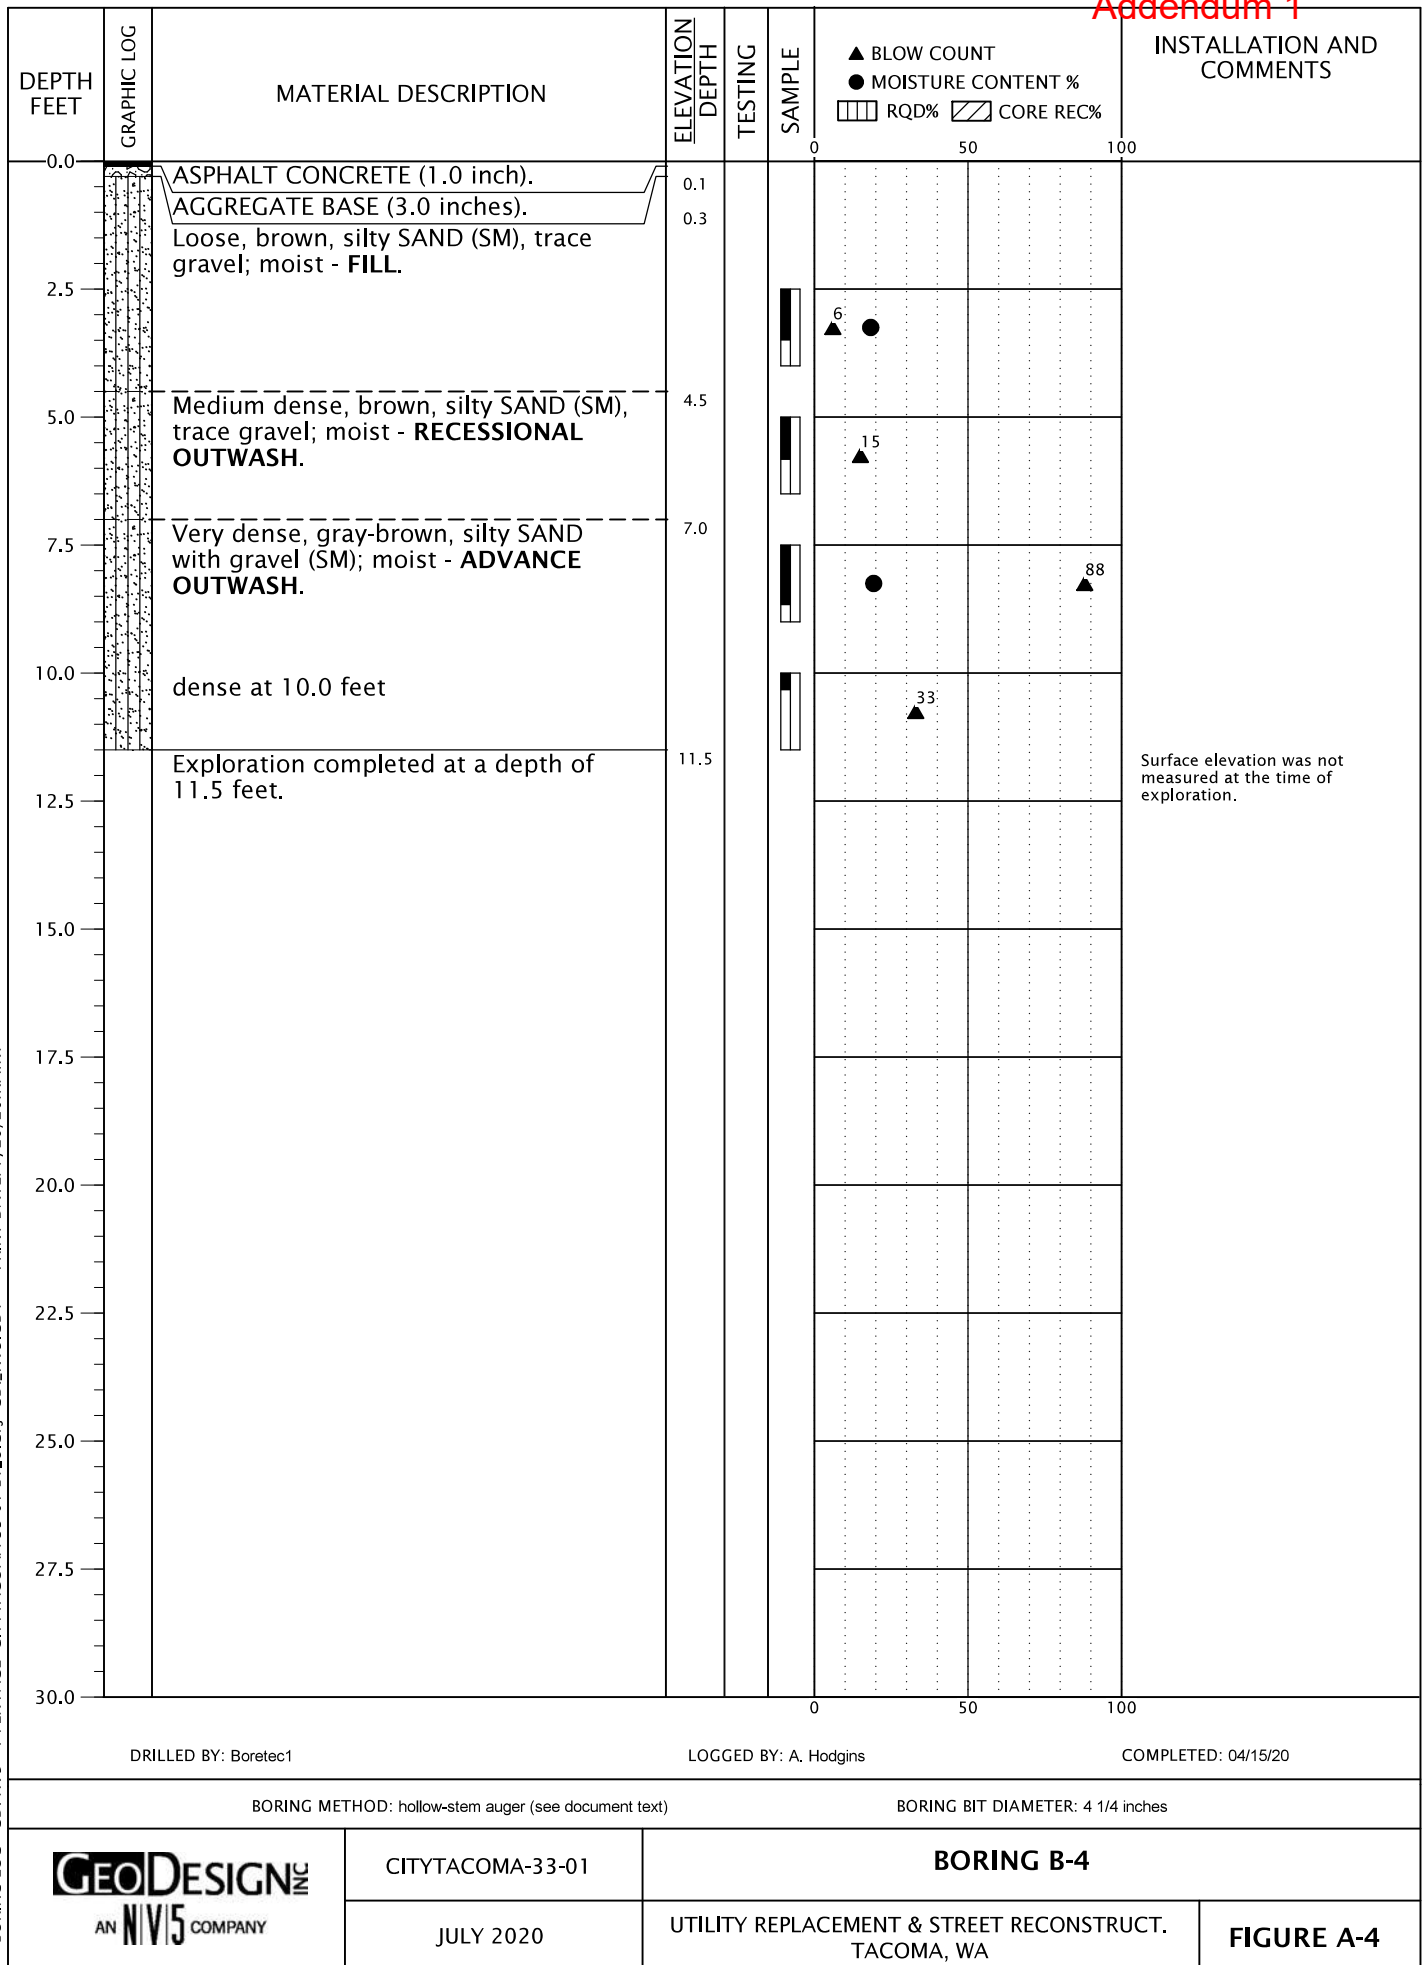 Addendum 1
DEPTH
FEET
GRAPHIC LOG
MATERIAL DESCRIPTION
ELEVATION
DEPTH
TESTING
SAMPLE
▲ BLOW COUNT
● MOISTURE CONTENT %
RQD% CORE REC%
INSTALLATION AND
COMMENTS
0 50 100
0.0
ASPHALT CONCRETE (1.0 inch).
0.1
AGGREGATE BASE (3.0 inches).
0.3
Loose, brown, silty SAND (SM), trace
gravel; moist - FILL.
2.5
6
4.5
Medium dense, brown, silty SAND (SM),
5.0
trace gravel; moist - RECESSIONAL
OUTWASH.
15
7.0
Very dense, gray-brown, silty SAND
7.5
with gravel (SM); moist - ADVANCE
OUTWASH.
88
10.0
dense at 10.0 feet
33
11.5
Exploration completed at a depth of
11.5 feet.
Surface elevation was not
measured at the time of
exploration.
12.5
15.0
17.5
20.0
22.5
25.0
27.5
30.0
0 50 100
DRILLED BY: Boretec1
LOGGED BY: A. Hodgins
COMPLETED: 04/15/20
BORING METHOD: hollow-stem auger (see document text)
BORING BIT DIAMETER: 4 1/4 inches
GEODESIGN INC
AN N|V|5 COMPANY
CITYTACOMA-33-01
JULY 2020
BORING B-4
UTILITY REPLACEMENT & STREET RECONSTRUCT.
TACOMA, WA
FIGURE A-4